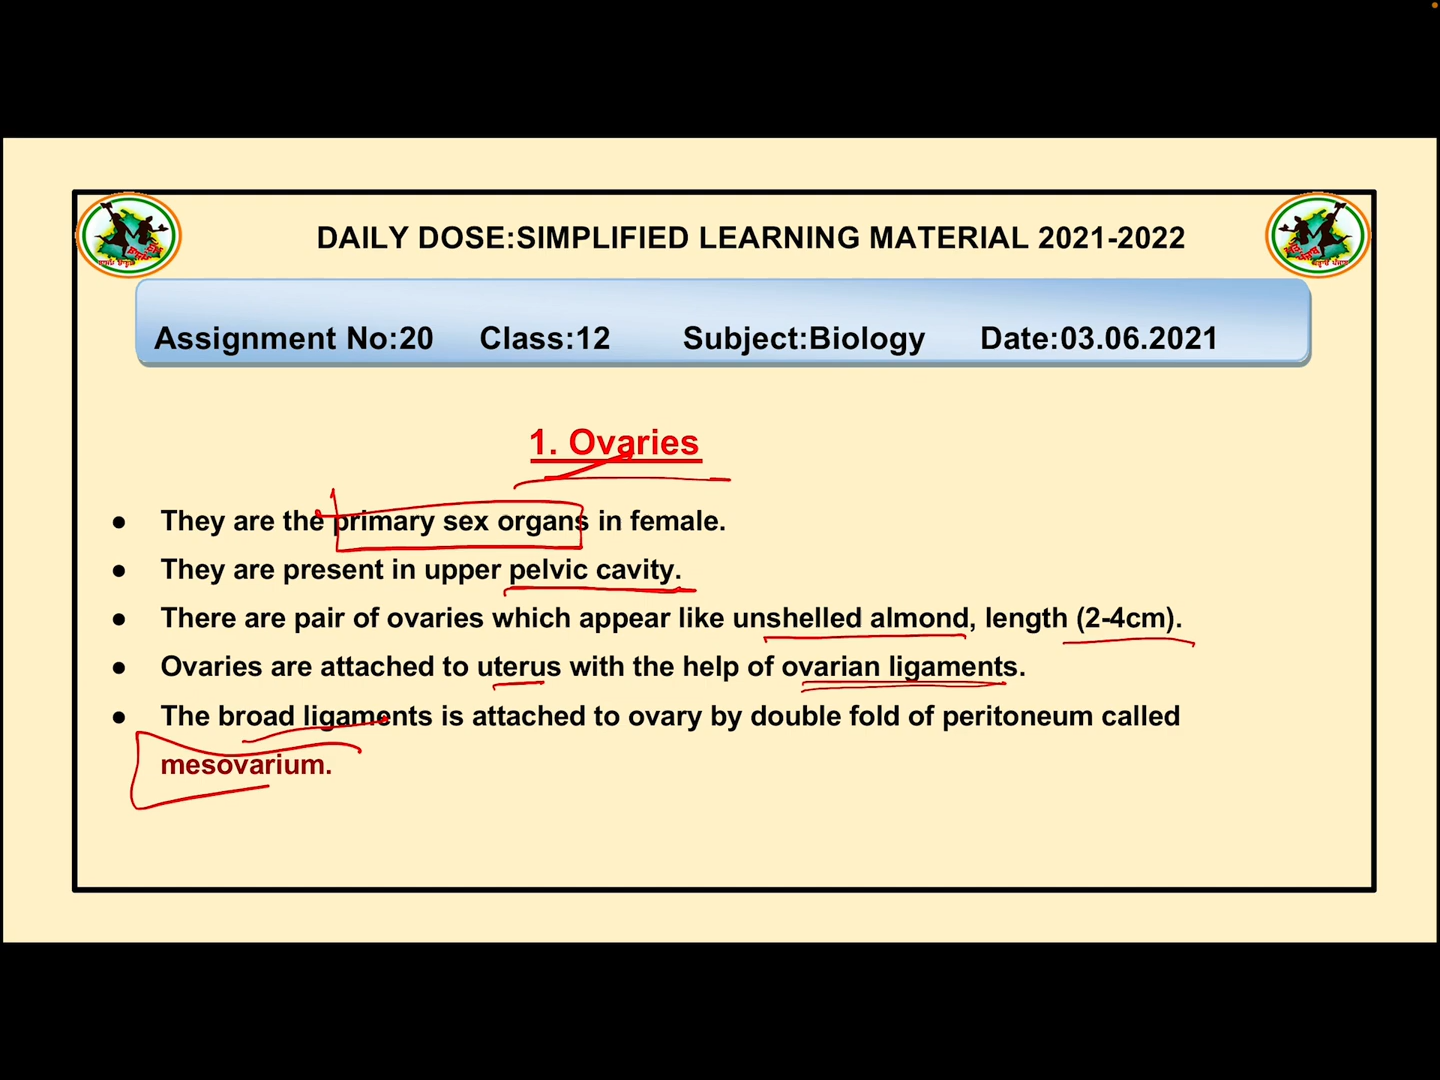 DAILY DOSE:SIMPLIFIED LEARNING MATERIAL 2021-2022
Assignment No:20 Class:12 Subject:Biology Date:03.06.2021
1. Ovaries
● They are the primary sex organs in female.
● They are present in upper pelvic cavity.
● There are pair of ovaries which appear like unshelled almond, length (2-4cm).
● Ovaries are attached to uterus with the help of ovarian ligaments.
● The broad ligaments is attached to ovary by double fold of peritoneum called
mesovarium.